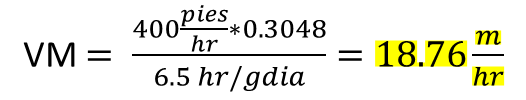 VM = 400 pies/hr*0.3048 / 6.5 hr/gdia = 18.76 m/hr